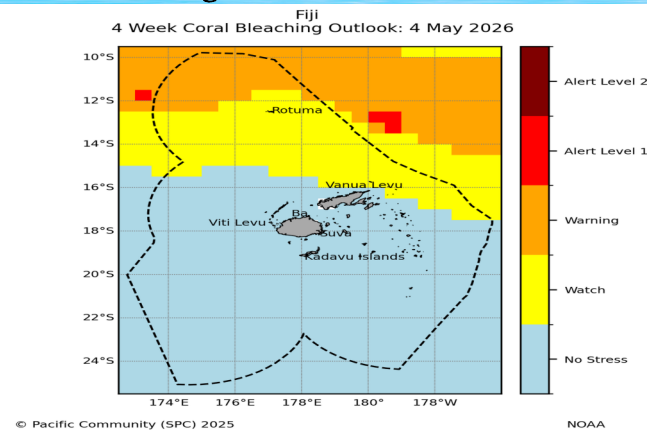 Fiji
4 Week Coral Bleaching Outlook: 4 May 2026
10°S
12°S
14°S
16°S
18°S
20°S
22°S
24°S
174°E
176°E
178°E
180°
178°W
Rotuma
Vanua Levu
Ba
Viti Levu
Suva
Kadavu Islands
Alert Level 2
Alert Level 1
Warning
Watch
No Stress
© Pacific Community (SPC) 2025
NOAA